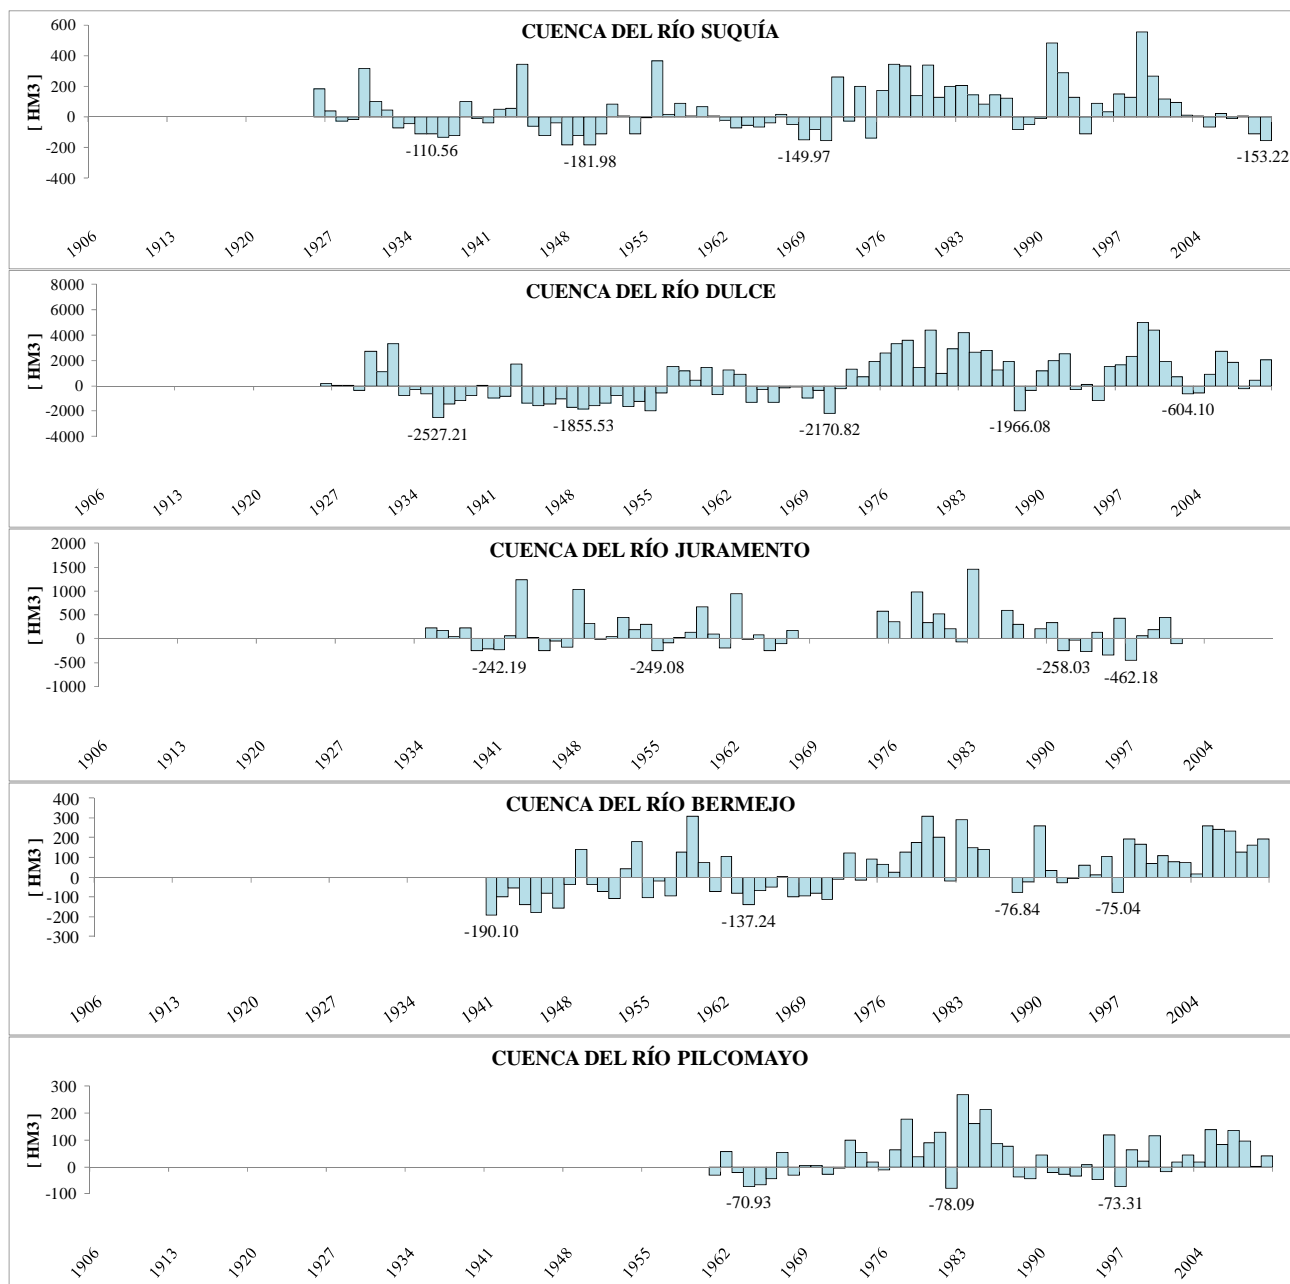 CUENCA DEL RÍO SUQUÍA
[ HM3 ]
600
400
200
0
-200
-400
-110.56 -181.98 -149.97 -153.22
1906 1913 1920 1927 1934 1941 1948 1955 1962 1969 1976 1983 1990 1997 2004
CUENCA DEL RÍO DULCE
[ HM3 ]
8000
6000
4000
2000
0
-2000
-4000
-2527.21 -1855.53 -2170.82 -1966.08 -604.10
1906 1913 1920 1927 1934 1941 1948 1955 1962 1969 1976 1983 1990 1997 2004
CUENCA DEL RÍO JURAMENTO
[ HM3 ]
2000
1500
1000
500
0
-500
-1000
-242.19 -249.08 -258.03 -462.18
1906 1913 1920 1927 1934 1941 1948 1955 1962 1969 1976 1983 1990 1997 2004
CUENCA DEL RÍO BERMEJO
[ HM3 ]
400
300
200
100
0
-100
-200
-300
-190.10 -137.24 -76.84 -75.04
1906 1913 1920 1927 1934 1941 1948 1955 1962 1969 1976 1983 1990 1997 2004
CUENCA DEL RÍO PILCOMAYO
[ HM3 ]
300
200
100
0
-100
-70.93 -78.09 -73.31
1906 1913 1920 1927 1934 1941 1948 1955 1962 1969 1976 1983 1990 1997 2004